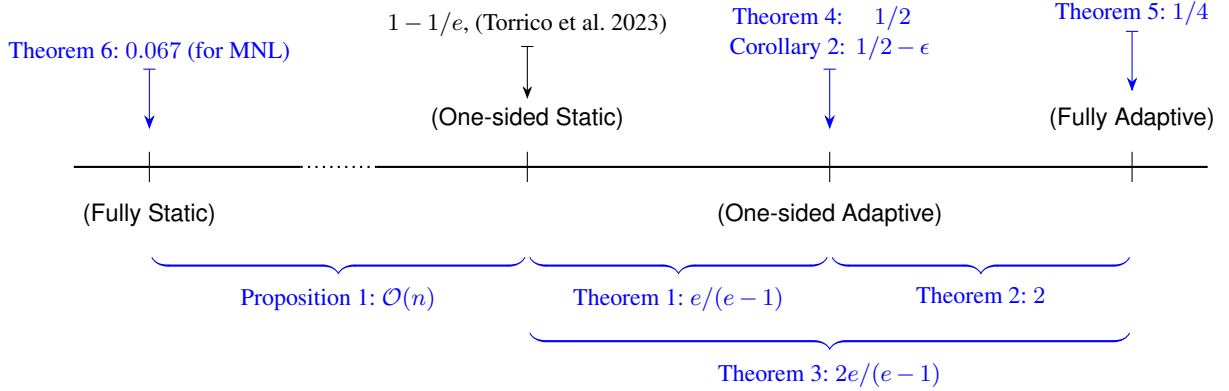 1 − 1/e, (Torrico et al. 2023)
Theorem 4: 1/2
Theorem 5: 1/4
Theorem 6: 0.067 (for MNL)
Corollary 2: 1/2 − ϵ
(One-sided Static)
(Fully Adaptive)
(Fully Static)
(One-sided Adaptive)
Proposition 1: 𝒪(n)
Theorem 1: e/(e − 1)
Theorem 2: 2
Theorem 3: 2e/(e − 1)